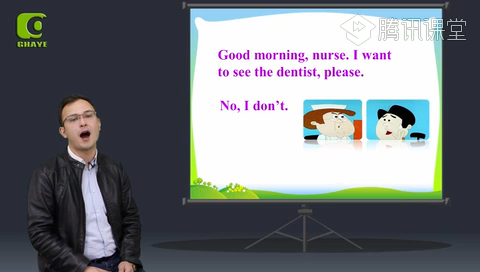 GHAYE
腾讯课堂
Good morning, nurse. I want
to see the dentist, please.
No, I don't.